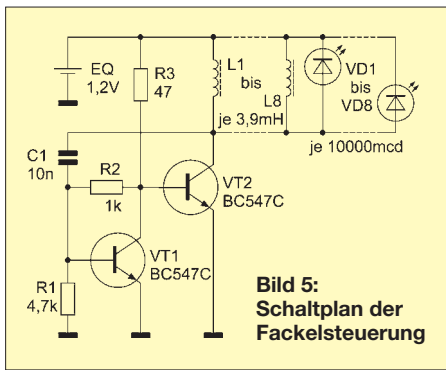 EQ
1,2V
R3
47
L1
bis
L8
je 3,9mH
VD1
bis
VD8
je 10000mcd
C1
10n
R2
1k
VT2
BC547C
VT1
BC547C
R1
4,7k
Bild 5:
Schaltplan der
Fackelsteuerung